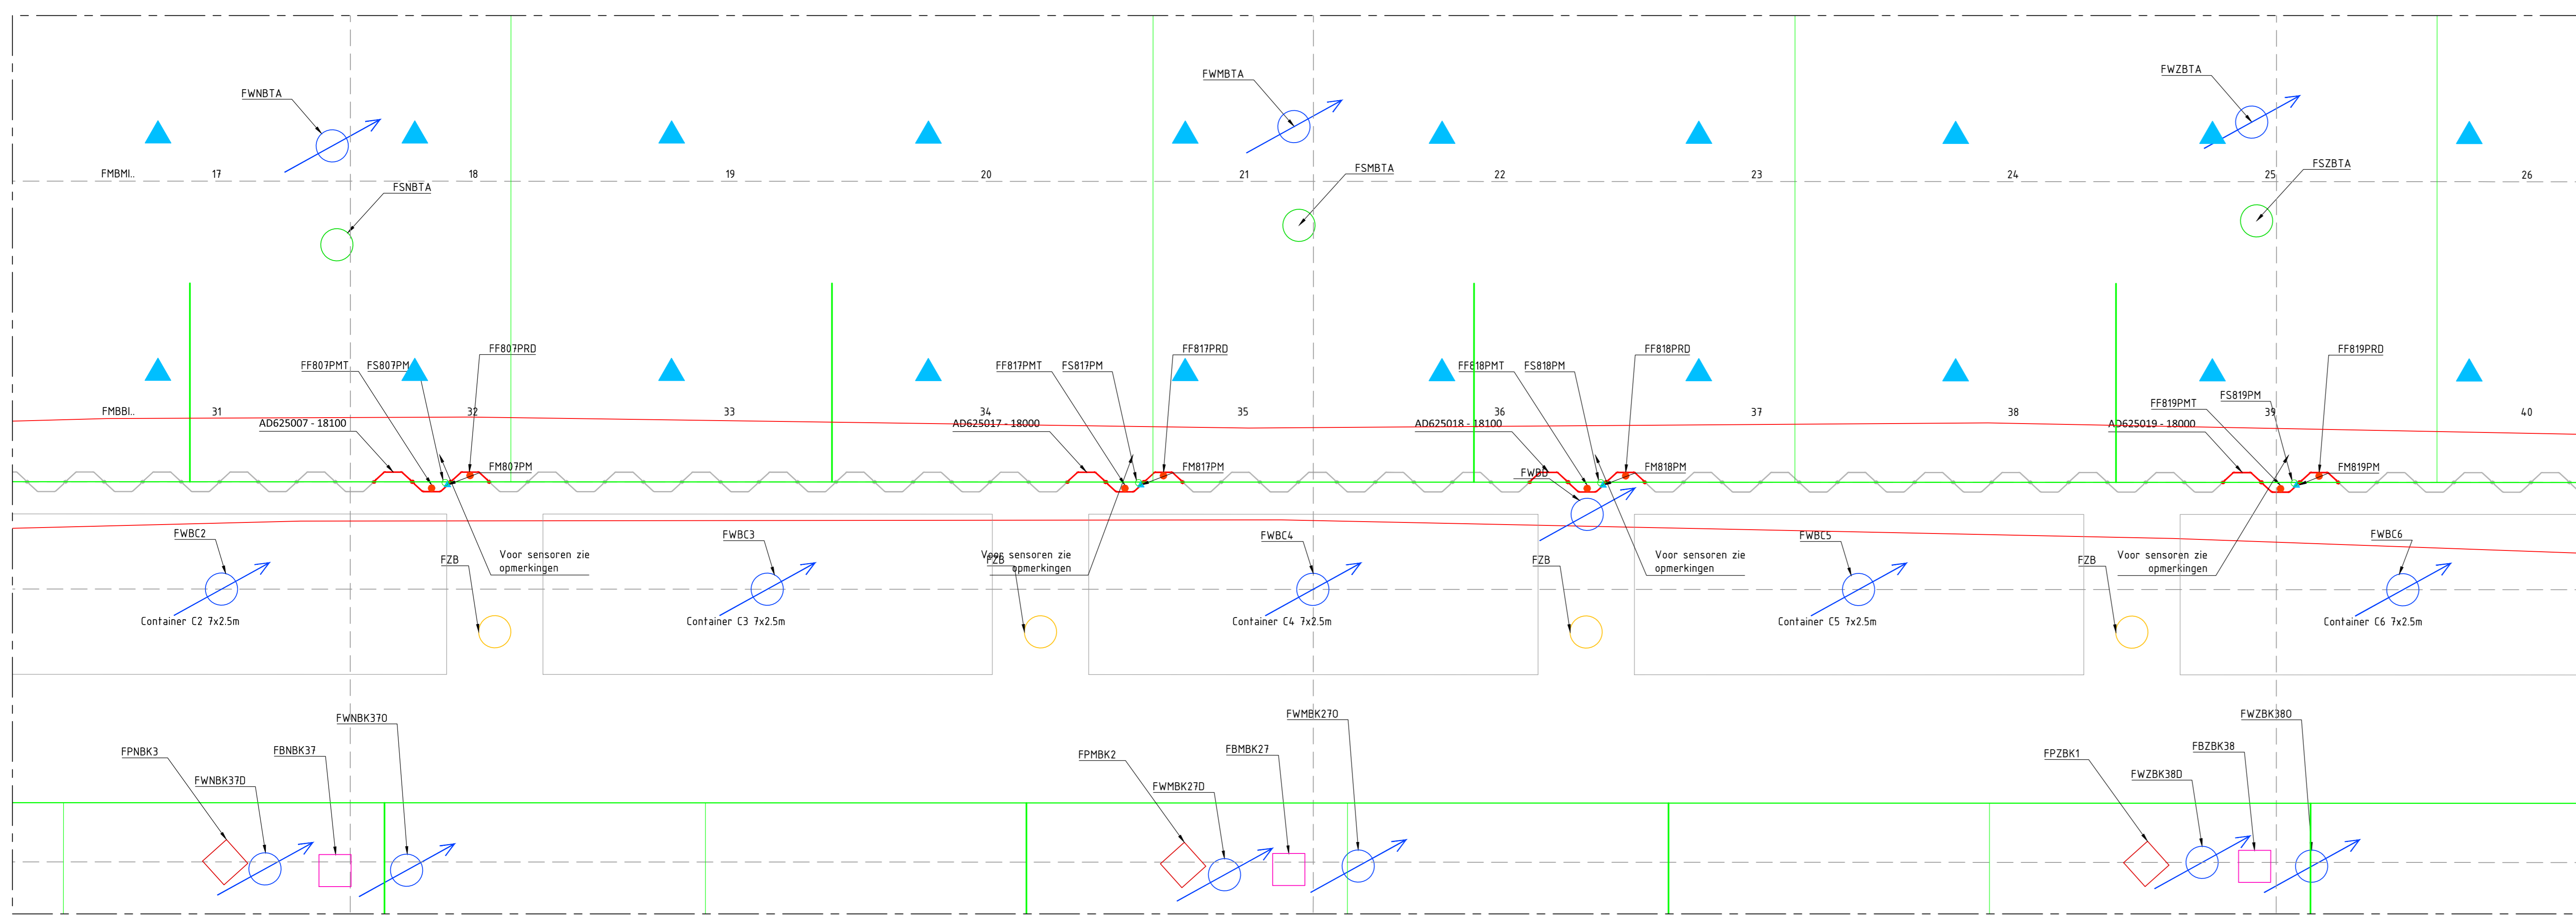 FWNBTA
FWMBTA
FWZBTA
FMBMI.. 17 18 19 20 21 22 23 24 25 26
FSNBTA
FSMBTA
FSZBTA
FF807PMT FS807PM FF807PRD
FF817PMT FS817PM FF817PRD
FF818PMT FS818PM FF818PRD
FF819PMT FS819PM FF819PRD
FMBBI.. 31 32 33 34 35 36 37 38 39 40
AD625007 - 18100
AD625017 - 18000
AD625018 - 18100
AD625019 - 18000
FM807PM
FM817PM
FWBD
FM818PM
FM819PM
FWBC2
FZB
Voor sensoren zie
opmerkingen
FWBC3
FZB
Voor sensoren zie
opmerkingen
FWBC4
FZB
Voor sensoren zie
opmerkingen
FWBC5
FZB
Voor sensoren zie
opmerkingen
FWBC6
Container C2 7x2.5m
Container C3 7x2.5m
Container C4 7x2.5m
Container C5 7x2.5m
Container C6 7x2.5m
FPNBK3
FWNBK37D
FBNBK37
FWNBK37O
FPMBK2
FWMBK27D
FBMBK27
FWMBK27O
FPZBK1
FWZBK38D
FBZBK38
FWZBK38O